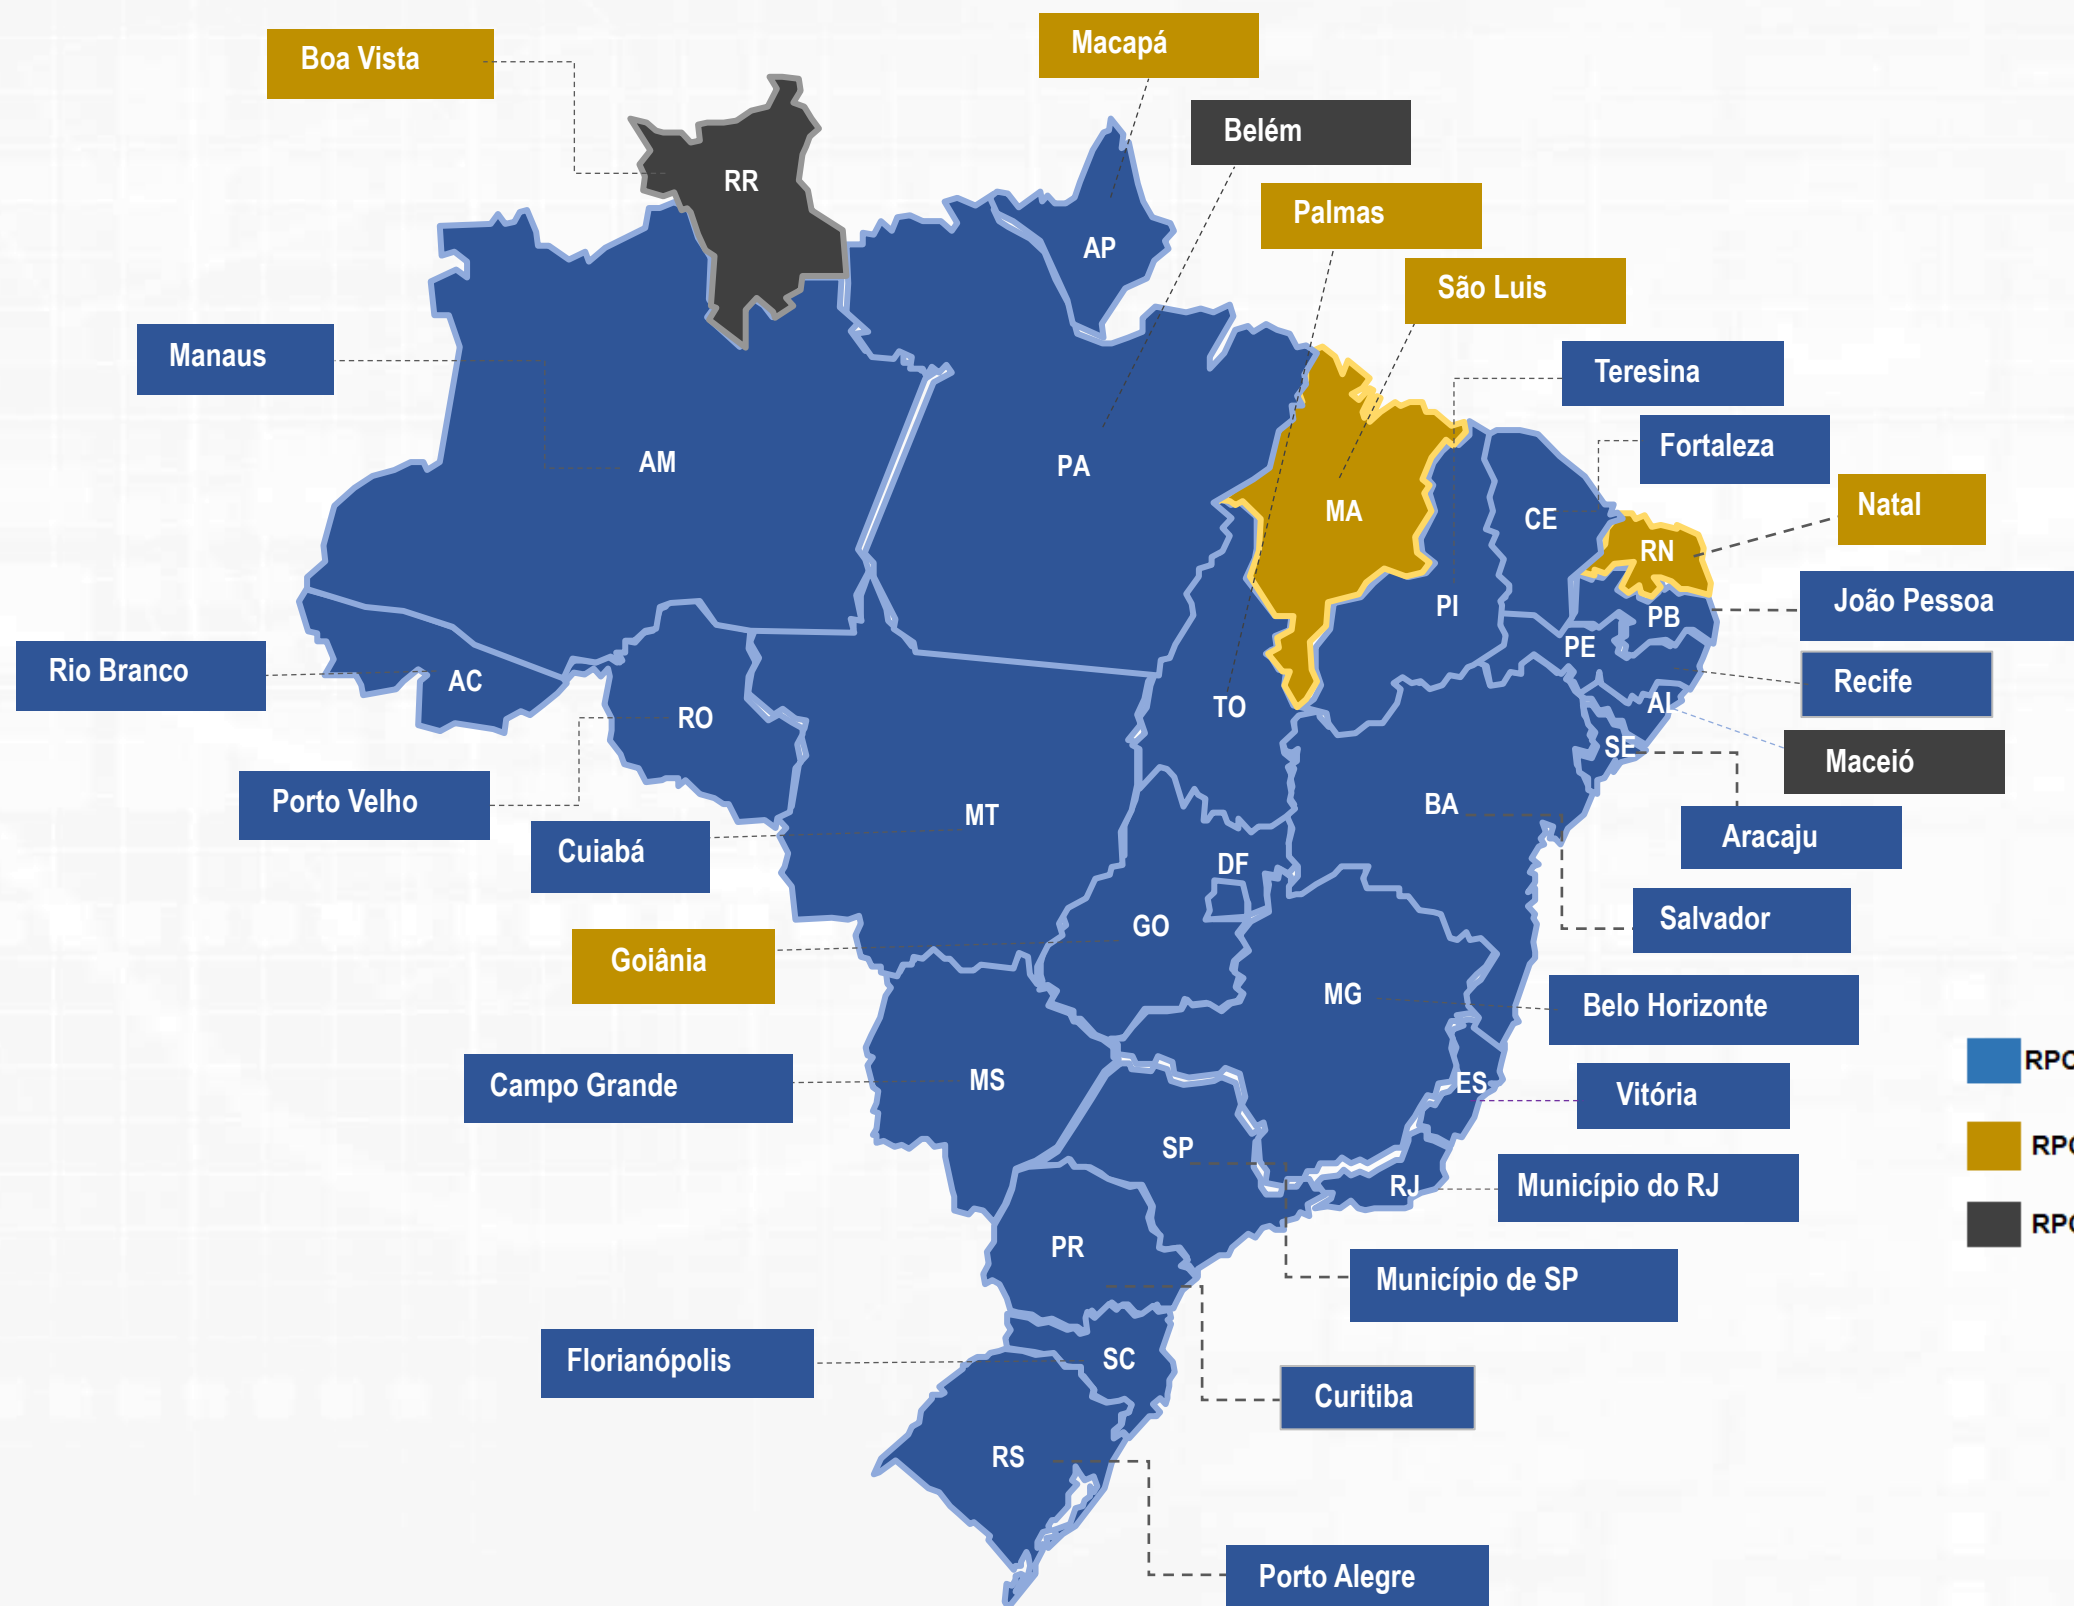 Boa Vista
Macapá
Belém
RR
Palmas
AP
São Luis
Manaus
Teresina
Fortaleza
AM
PA
Natal
MA
CE
RN
João Pessoa
PI
PB
PE
Rio Branco
AC
Recife
AL
TO
RO
SE
Maceió
Porto Velho
BA
MT
Aracaju
Cuiabá
DF
Salvador
GO
Goiânia
MG
Belo Horizonte
RPC
Campo Grande
MS
ES
Vitória
SP
RPC
RJ
Município do RJ
RPC
PR
Município de SP
Florianópolis
SC
Curitiba
RS
Porto Alegre